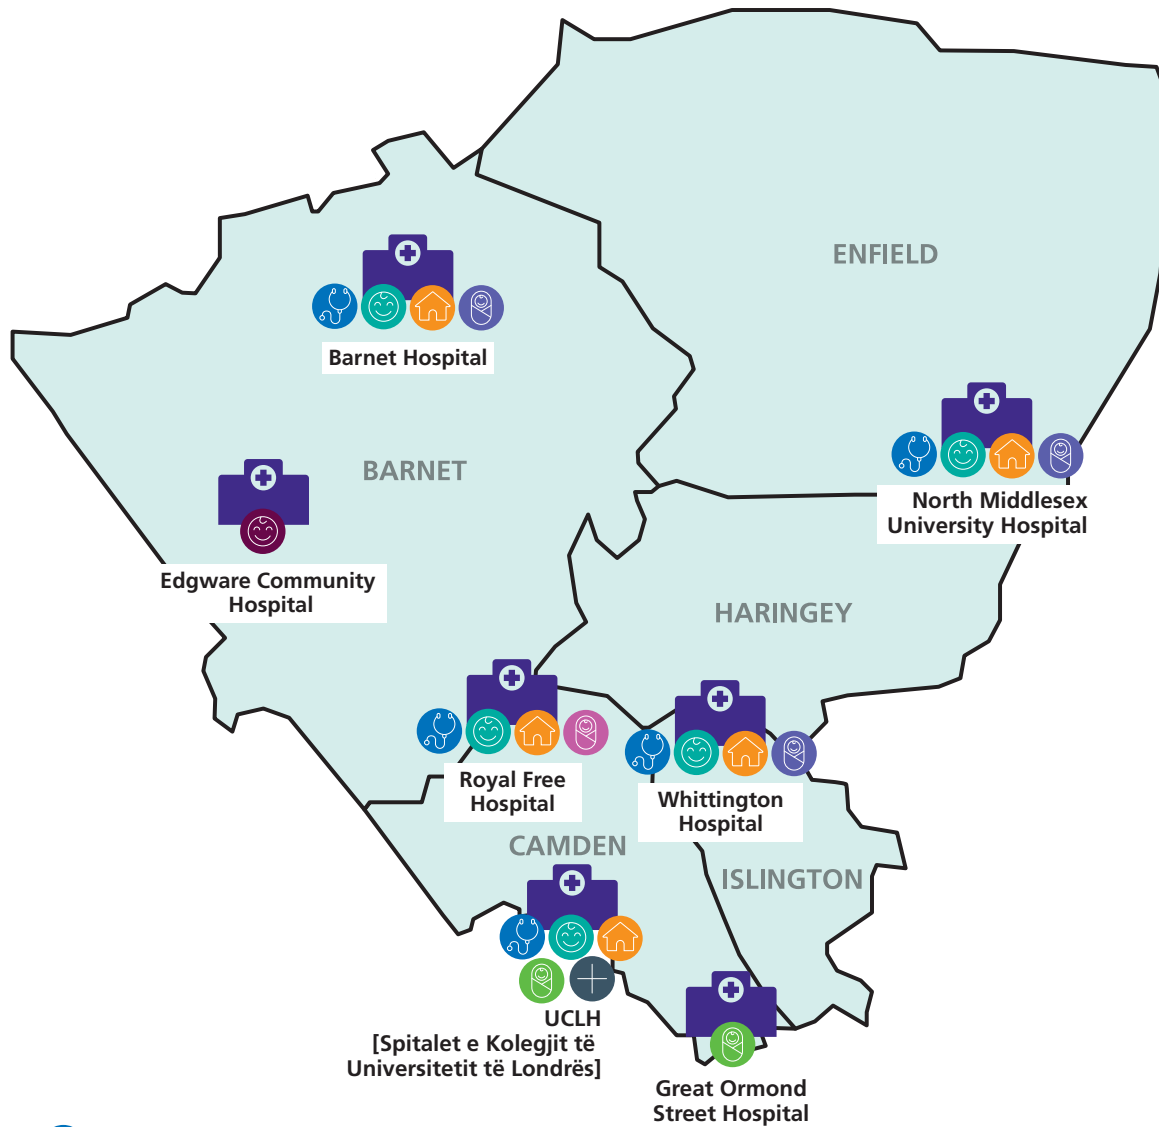 ENFIELD
Barnet Hospital
BARNET
North Middlesex
University Hospital
Edgware Community
Hospital
HARINGEY
Royal Free
Hospital
Whittington
Hospital
CAMDEN
ISLINGTON
UCLH
[Spitalet e Kolegjit të
Universitetit të Londrës]
Great Ormond
Street Hospital